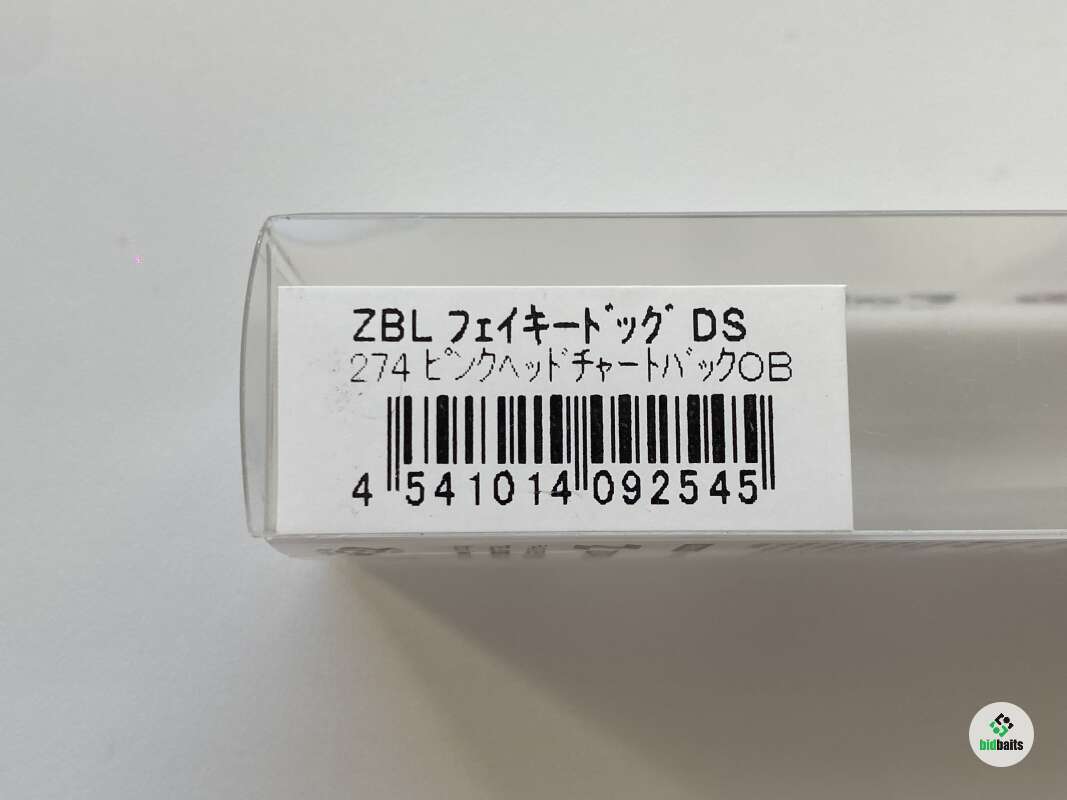 ZBL フェイキードッグ DS
274 ピンクヘッドチャートバックOB
4 541014 092545
bidbaits